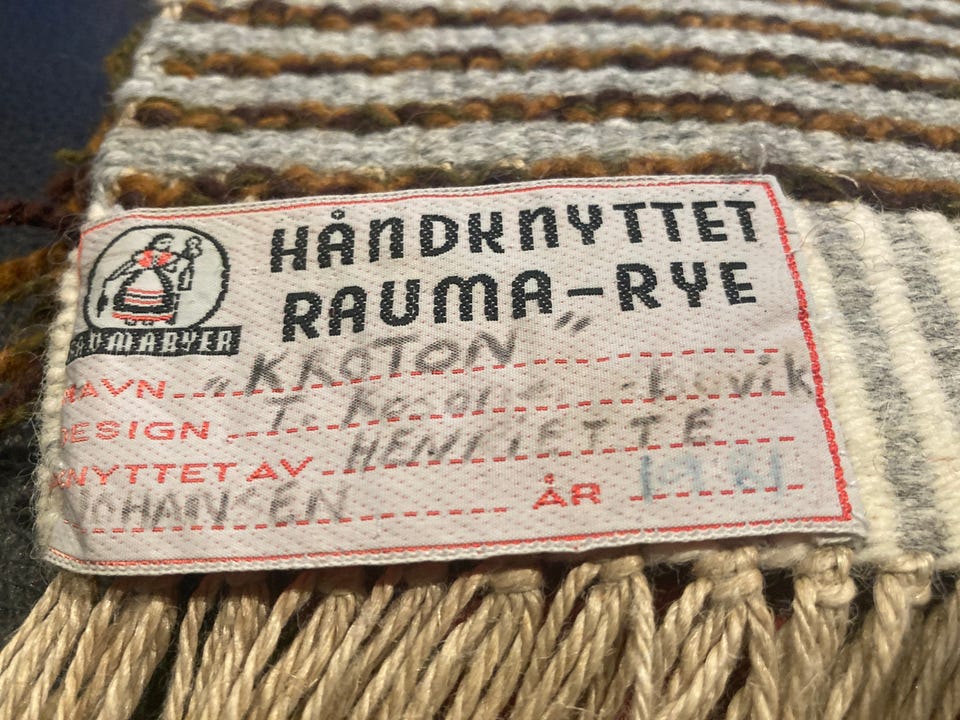 HÅNDKNYTTET
RAUMA-RYE
RAUMARYER
NAVN "KROTON"
DESIGN T.
KNYTTET AV HENRIETTE
JOHANSEN ÅR 1981